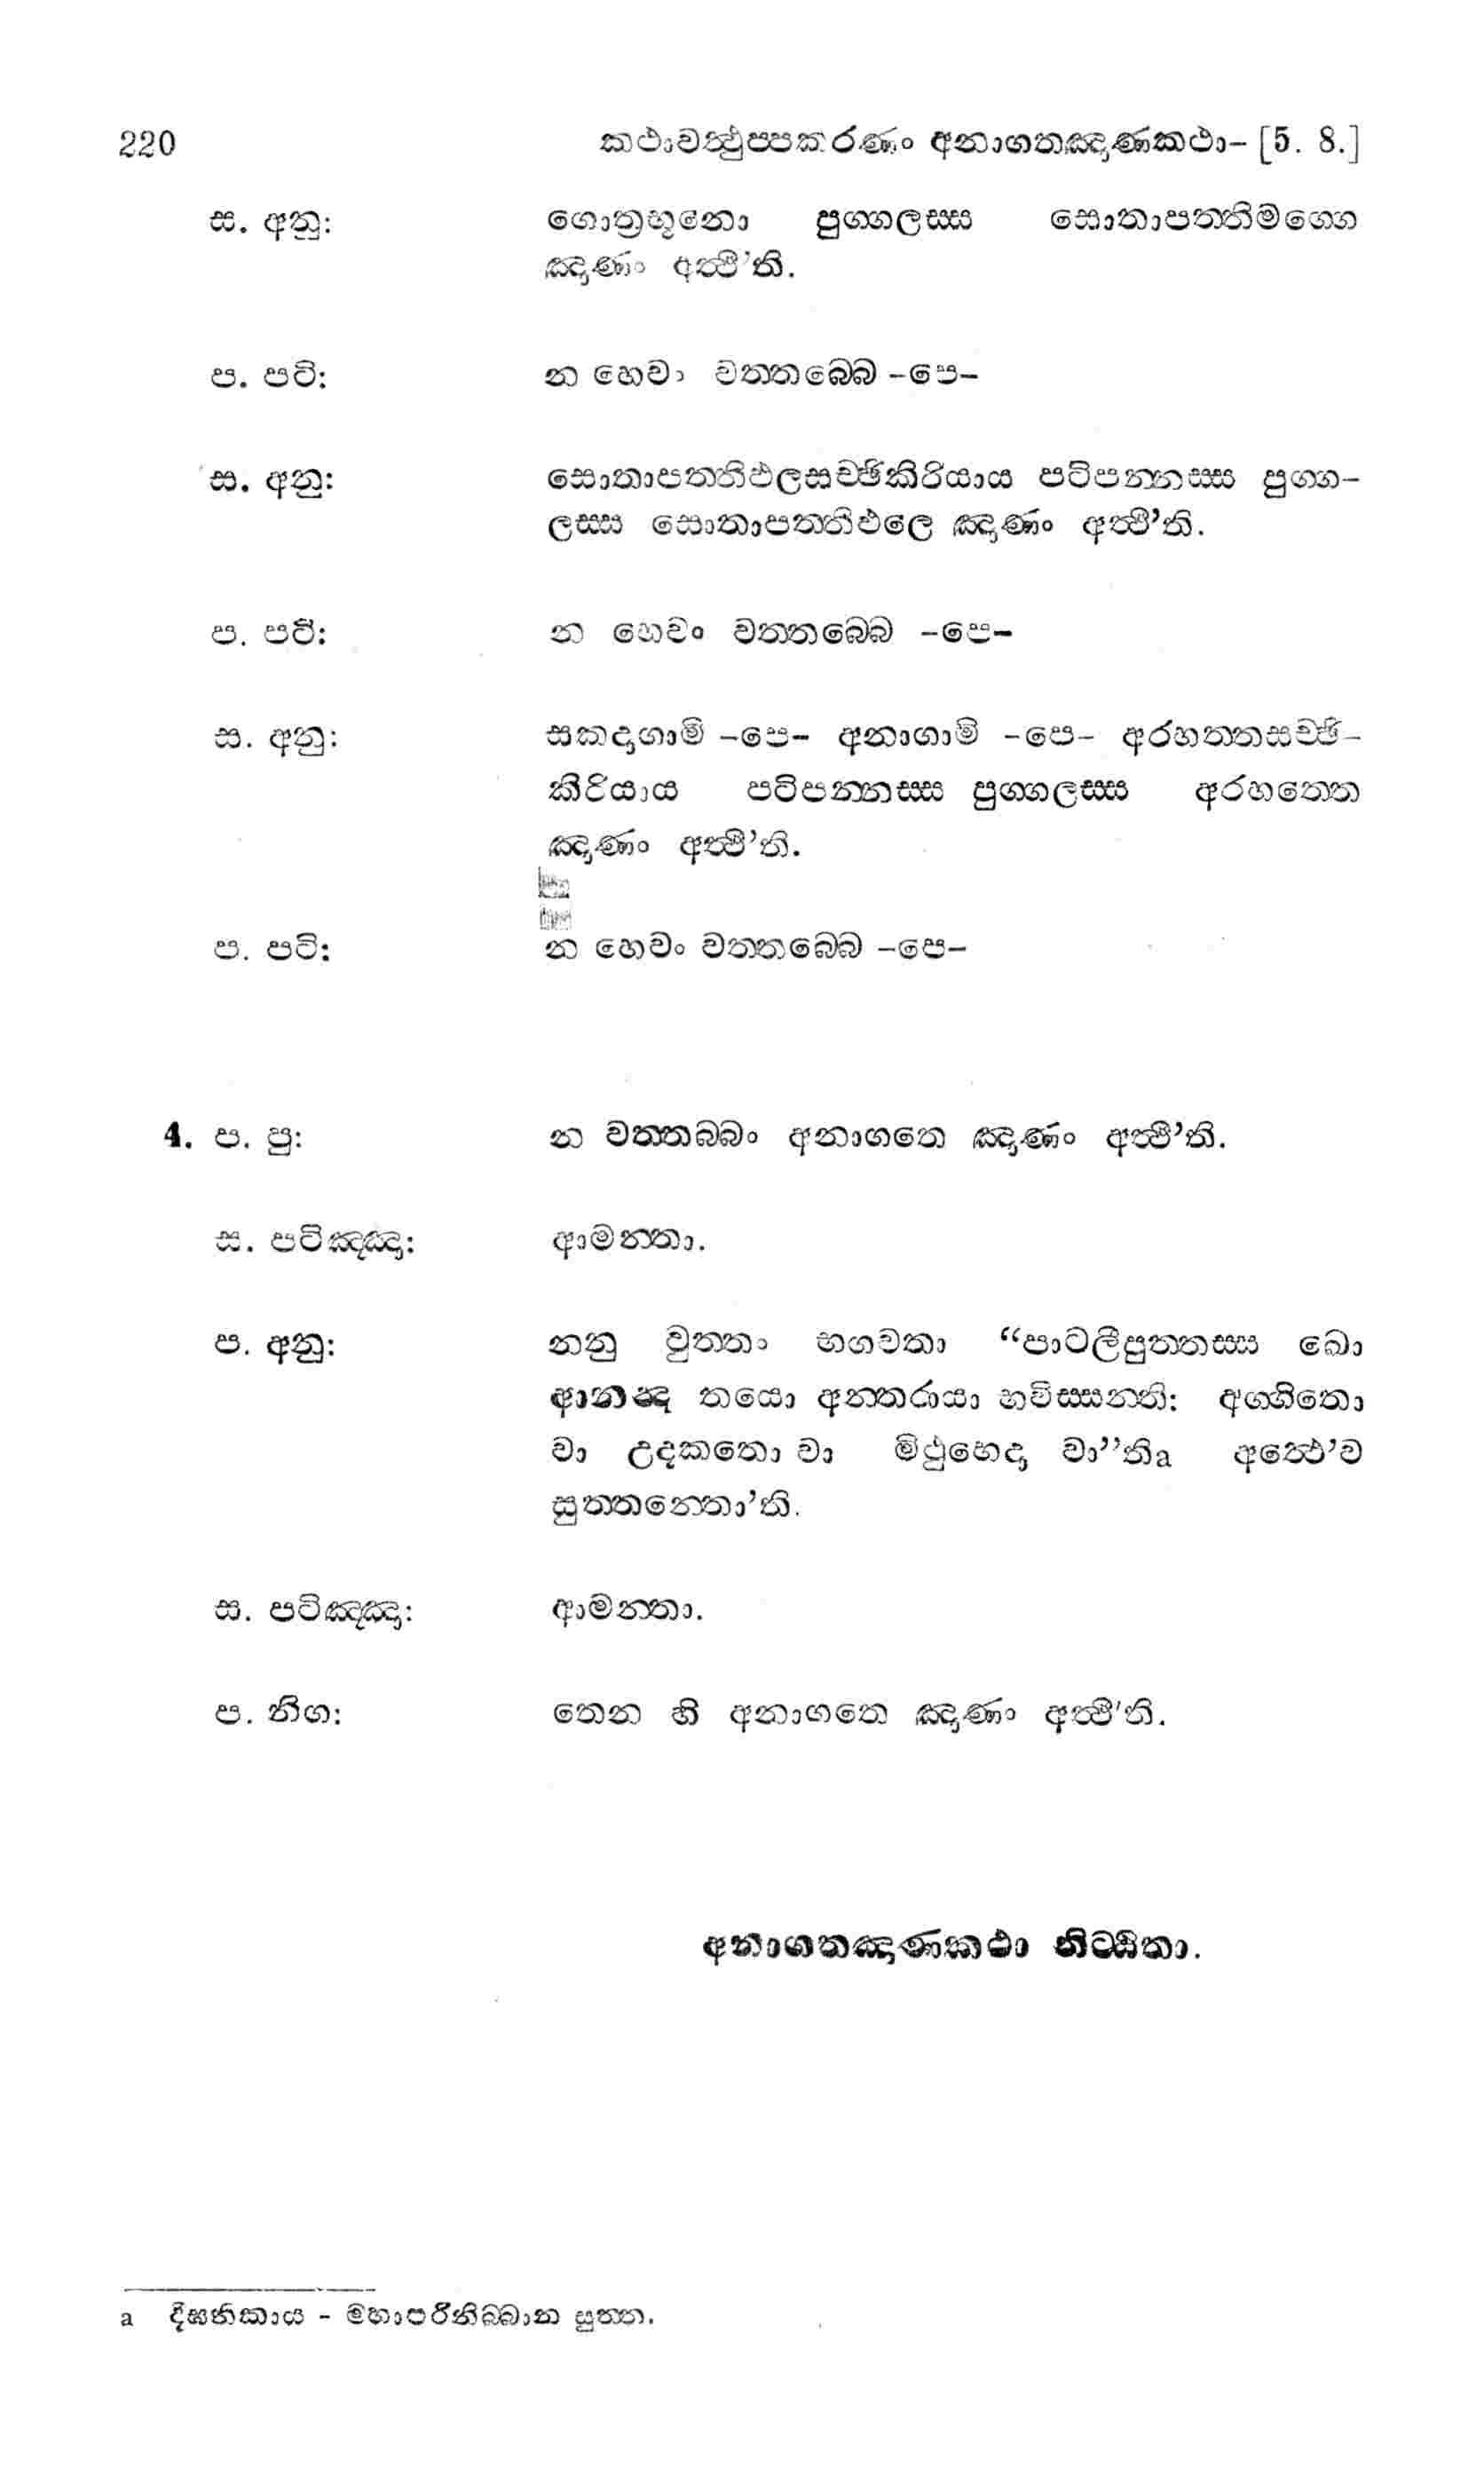 220 කථාවත්‍ථුප‍්පකරණං අනාගතඤාණකථා- [5. 8.]
ස. අනු: ගොත්‍රභූනො පුග‍්ගලස‍්ස සොතාපත‍්තිමග‍්ගෙ
ඤාණං අත්‍ථි’ති.
ප. පටි: න හෙවං වත‍්තබ‍්බෙ -පෙ-
ස. අනු: සොතාපත‍්තිඵලසච‍්ඡිකිරියාය පටිපන‍්නස‍්ස පුග‍්ග-
ලස‍්ස සොතාපත‍්තිඵලෙ ඤාණං අත්‍ථි’ති.
ප. පටි: න හෙවං වත‍්තබ‍්බෙ -පෙ-
ස. අනු: සකදාගාමි -පෙ- අනාගාමි -පෙ- අරහත‍්තසච‍්ඡි-
කිරියාය පටිපන‍්නස‍්ස පුග‍්ගලස‍්ස අරහත‍්තෙ
ඤාණං අත්‍ථි’ති.
ප. පටි: න හෙවං වත‍්තබ‍්බෙ -පෙ-
4. ප. පු: න වත‍්තබ‍්බං අනාගතෙ ඤාණං අත්‍ථි’ති.
ස. පටිඤ‍්ඤා: ආමන‍්තා.
ප. අනු: නනු වුත‍්තං භගවතා “පාටලීපුත‍්තස‍්ස ඛො
ආනන්‍ද තයො අන‍්තරායා භවිස‍්සන‍්ති: අග‍්ගිතො
වා උදකතො වා මිථුභෙදා වා”තිa අත්‍ථෙ’ව
සුත‍්තන‍්තො’ති.
ස. පටිඤ‍්ඤා: ආමන‍්තා.
ප. නිග: තෙන හි අනාගතෙ ඤාණං අත්‍ථි’ති.
අනාගතඤාණකථා නිට‍්ඨිතා.
a දීඝනිකාය - මහාපරිනිබ‍්බාන සුත‍්ත.